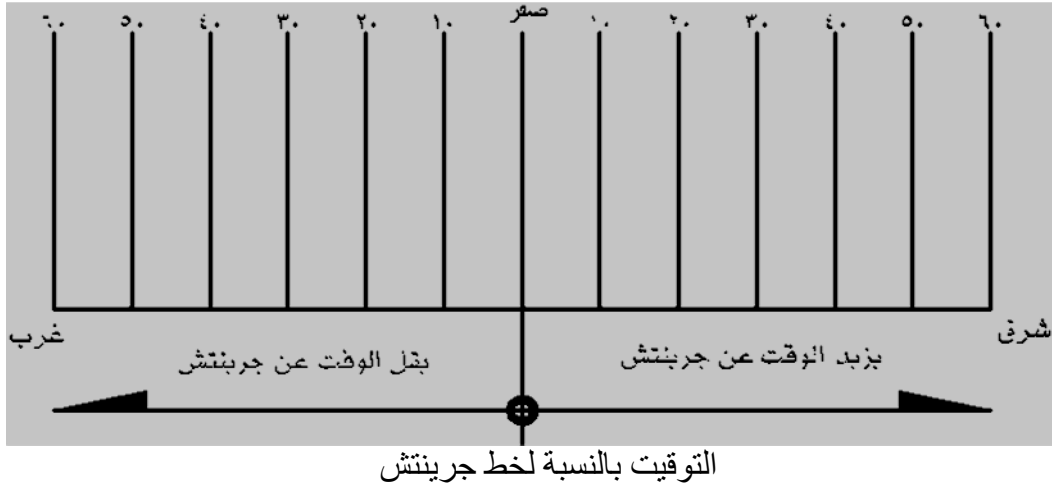 ٦٠ ٥٠ ٤٠ ٣٠ ٢٠ ١٠ صفر ١٠ ٢٠ ٣٠ ٤٠ ٥٠ ٦٠
شرق
غرب
يزيد الوقت عن جرينتش
يقل الوقت عن جرينتش
التوقيت بالنسبة لخط جرينتش